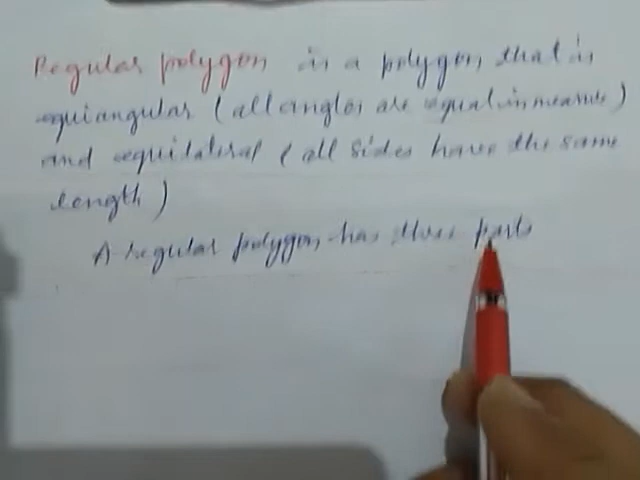 Regular polygon is a polygon that is
equiangular (all angles are equal in measure)
and equilateral (all sides have the same
length)
A regular polygon has three parts